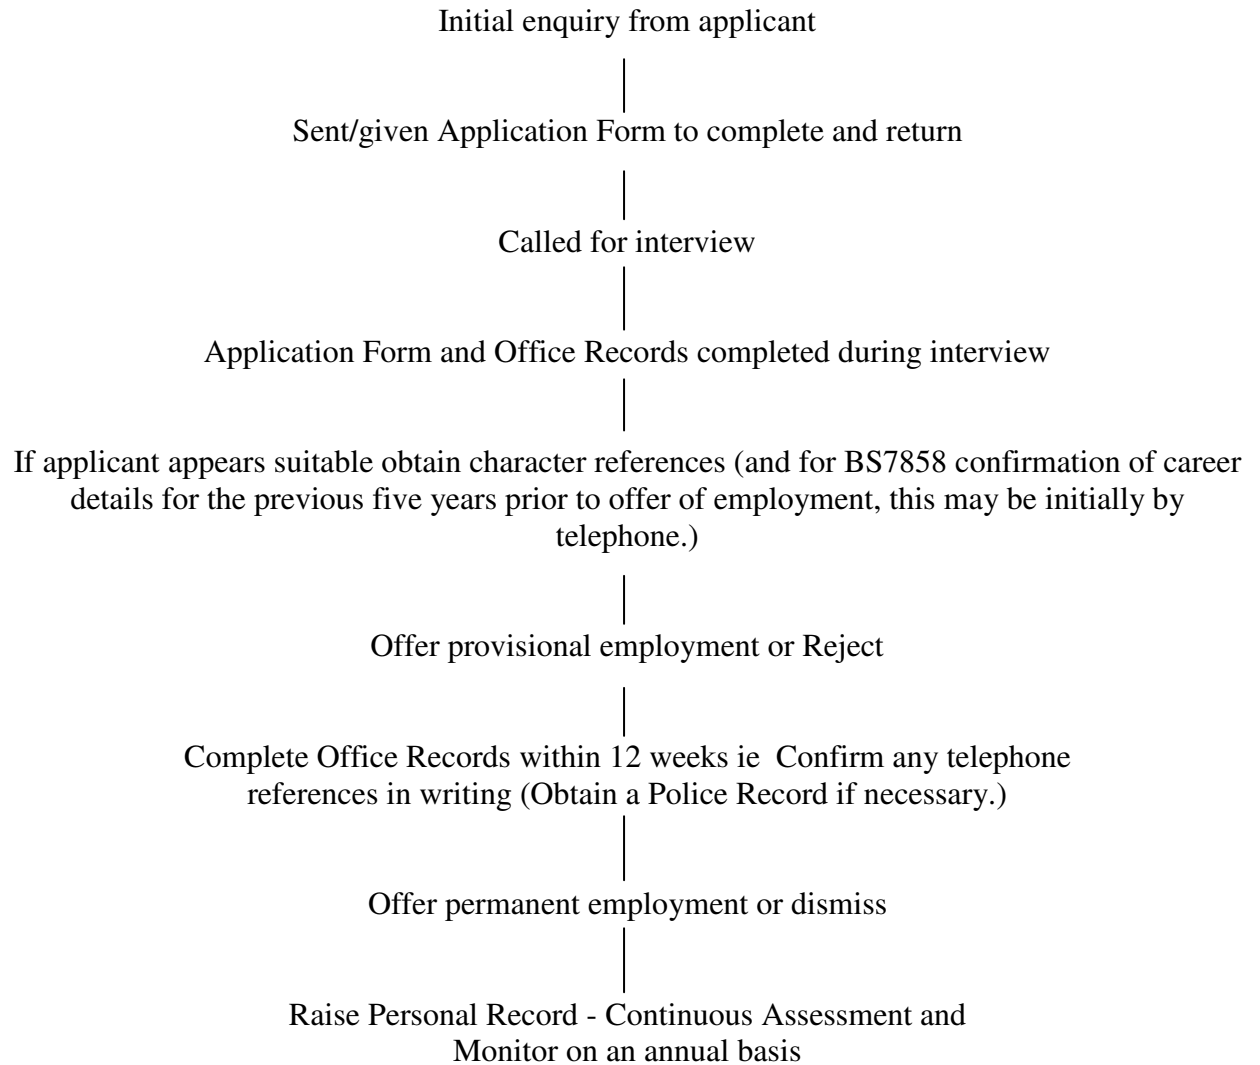 Initial enquiry from applicant
Sent/given Application Form to complete and return
Called for interview
Application Form and Office Records completed during interview
If applicant appears suitable obtain character references (and for BS7858 confirmation of career
details for the previous five years prior to offer of employment, this may be initially by
telephone.)
Offer provisional employment or Reject
Complete Office Records within 12 weeks ie  Confirm any telephone
references in writing (Obtain a Police Record if necessary.)
Offer permanent employment or dismiss
Raise Personal Record - Continuous Assessment and
Monitor on an annual basis